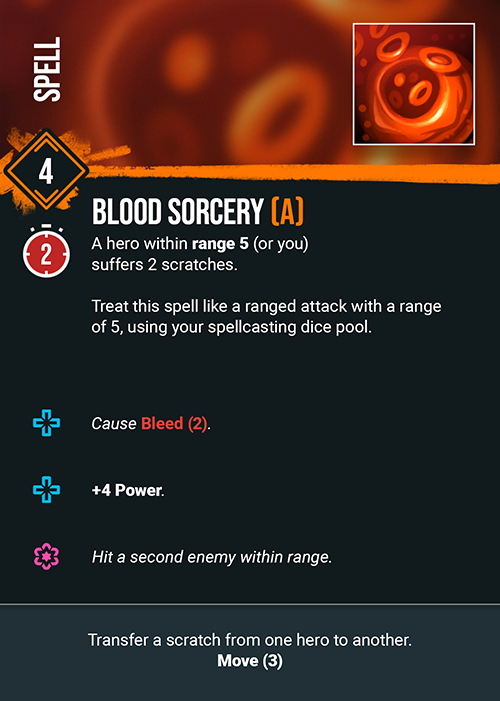 SPELL
4
BLOOD SORCERY (A)
2
A hero within range 5 (or you)
suffers 2 scratches.
Treat this spell like a ranged attack with a range
of 5, using your spellcasting dice pool.
Cause Bleed (2).
+4 Power.
Hit a second enemy within range.
Transfer a scratch from one hero to another.
Move (3)